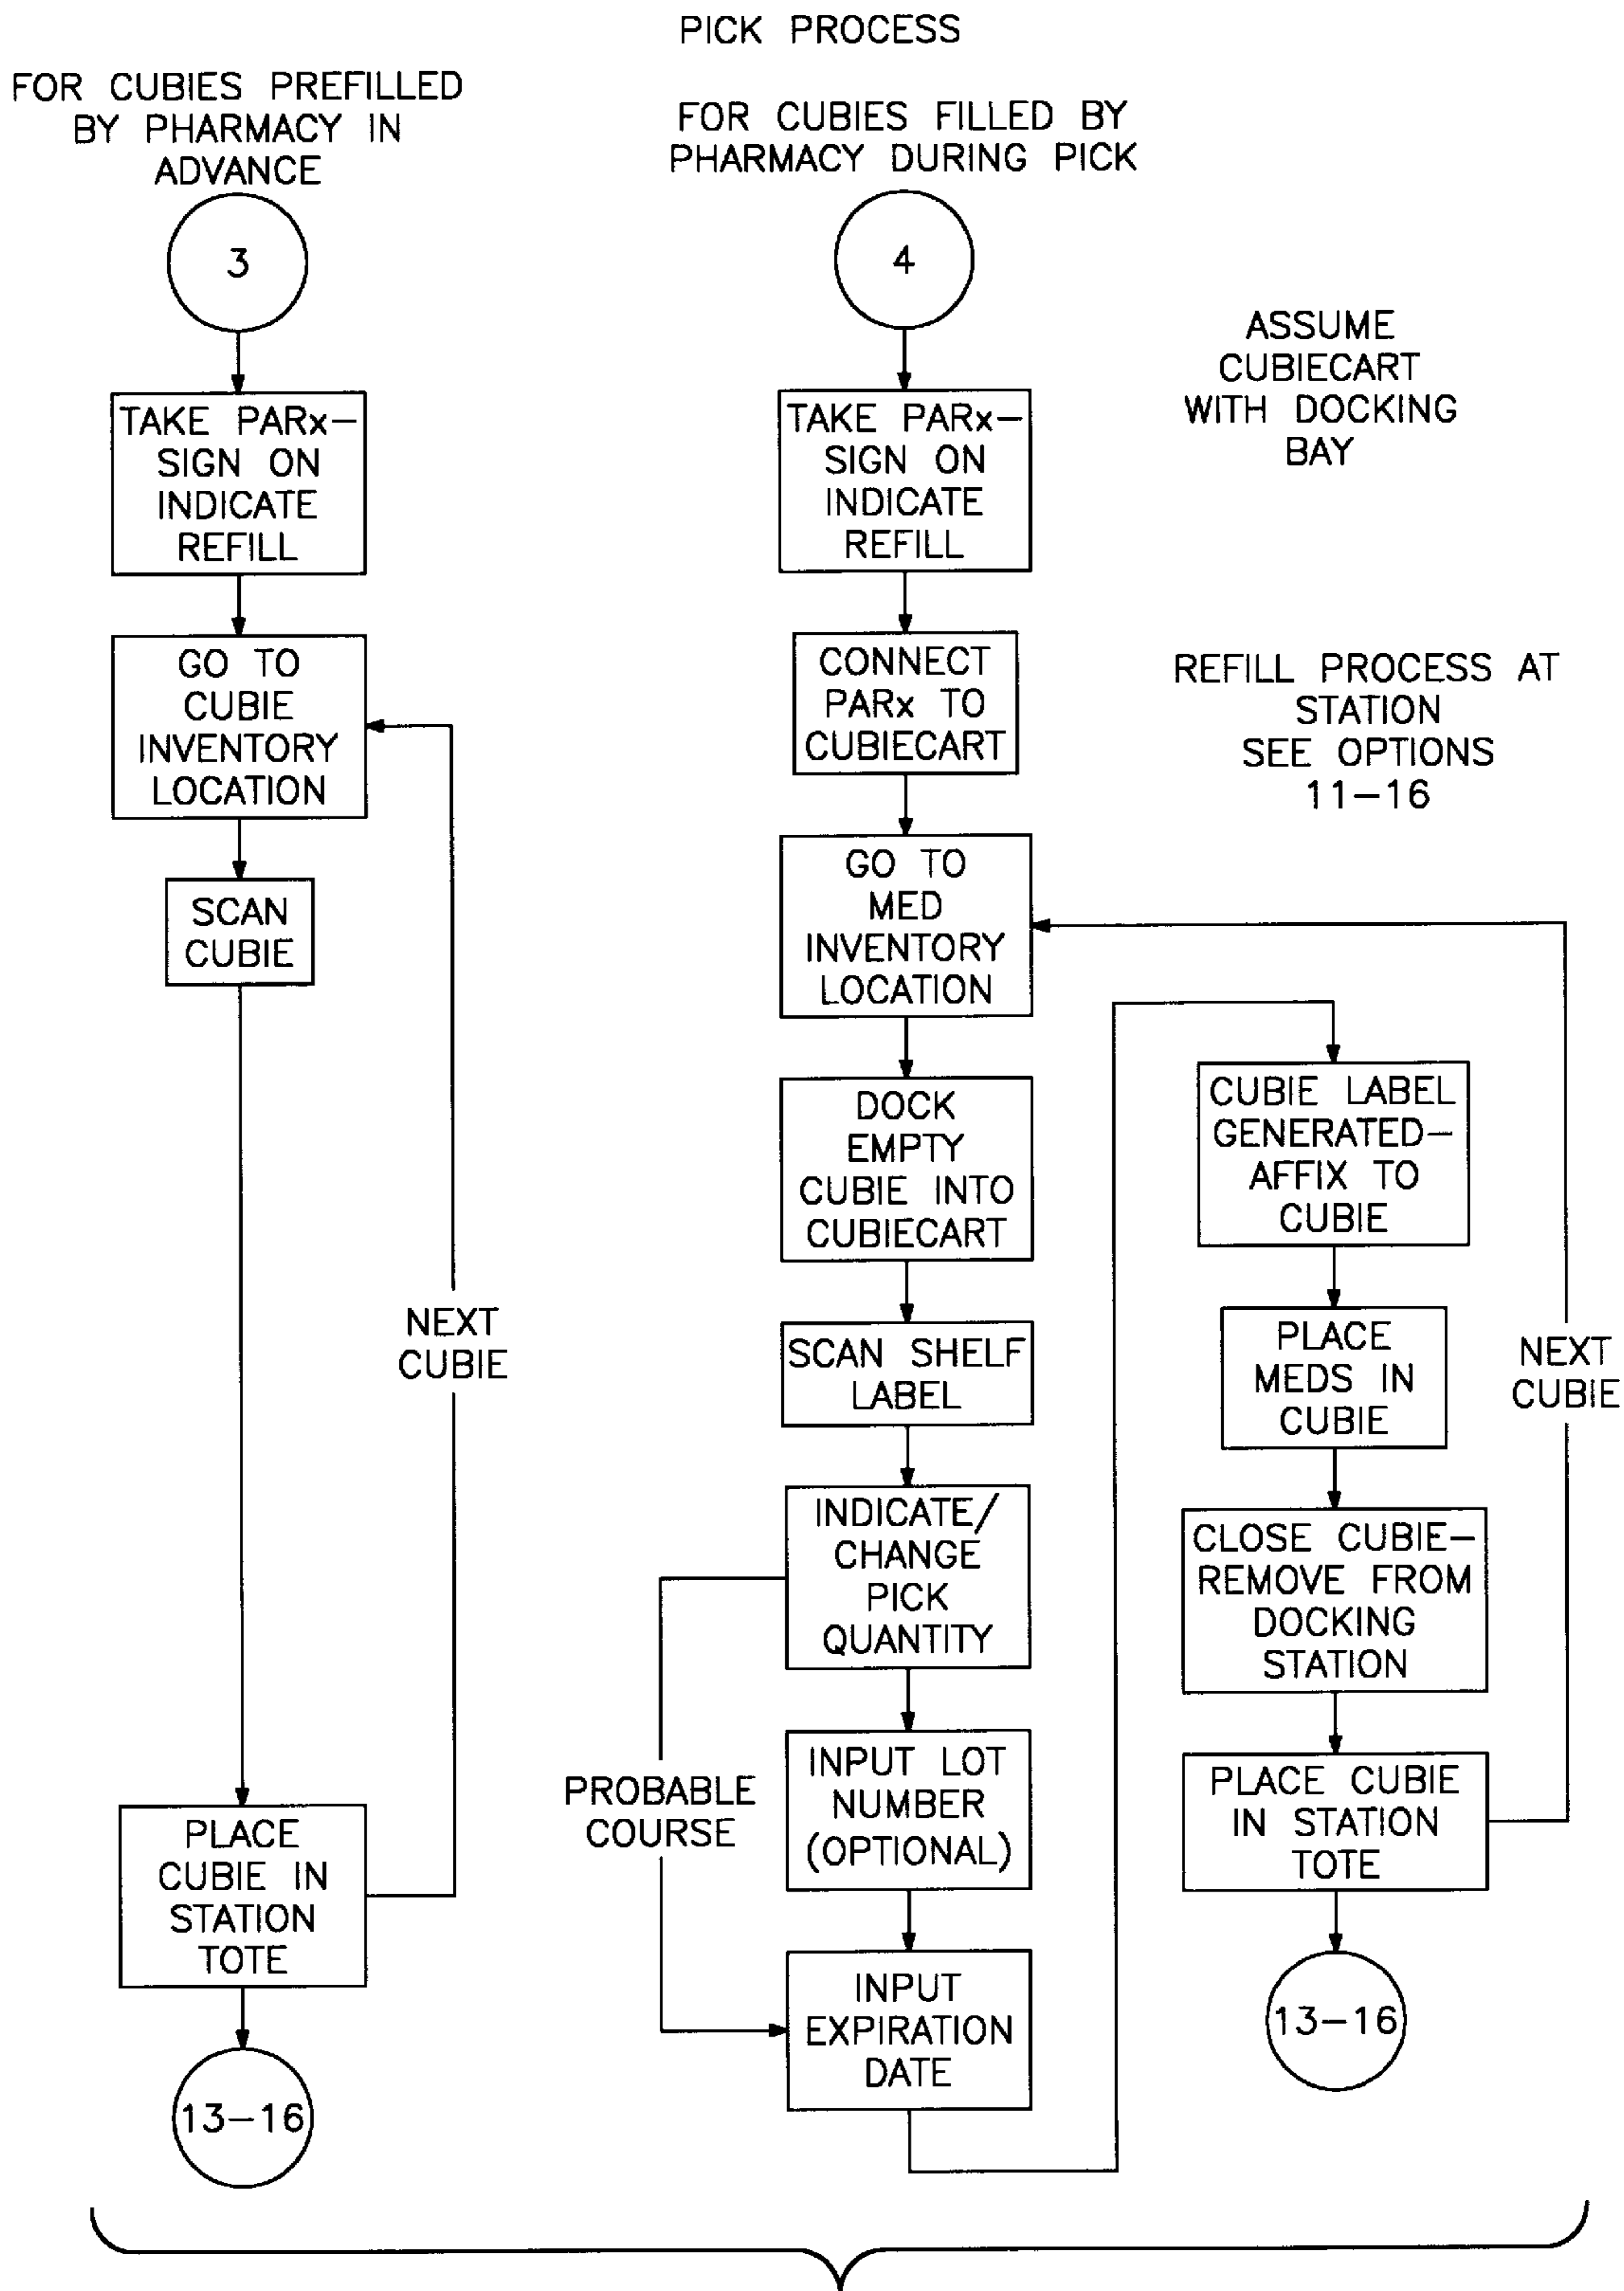 PICK PROCESS
FOR CUBIES PREFILLED
BY PHARMACY IN
ADVANCE
3
TAKE PARx–
SIGN ON
INDICATE
REFILL
GO TO
CUBIE
INVENTORY
LOCATION
SCAN
CUBIE
NEXT
CUBIE
PLACE
CUBIE IN
STATION
TOTE
13–16
FOR CUBIES FILLED BY
PHARMACY DURING PICK
4
TAKE PARx–
SIGN ON
INDICATE
REFILL
CONNECT
PARx TO
CUBIECART
GO TO
MED
INVENTORY
LOCATION
DOCK
EMPTY
CUBIE INTO
CUBIECART
SCAN SHELF
LABEL
INDICATE/
CHANGE
PICK
QUANTITY
PROBABLE
COURSE
INPUT LOT
NUMBER
(OPTIONAL)
INPUT
EXPIRATION
DATE
ASSUME
CUBIECART
WITH DOCKING
BAY
REFILL PROCESS AT
STATION
SEE OPTIONS
11–16
CUBIE LABEL
GENERATED–
AFFIX TO
CUBIE
PLACE
MEDS IN
CUBIE
NEXT
CUBIE
CLOSE CUBIE–
REMOVE FROM
DOCKING
STATION
PLACE CUBIE
IN STATION
TOTE
13–16